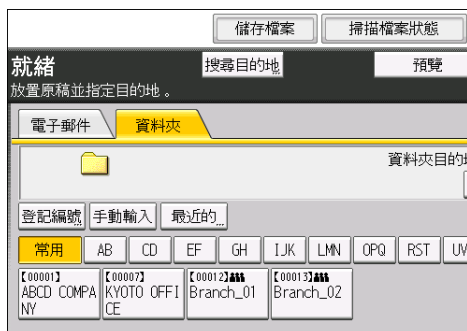 儲存檔案 掃描檔案狀態
就緒 搜尋目的地 預覽
放置原稿並指定目的地。
電子郵件 資料夾
資料夾目的地
登記編號 手動輸入 最近的
常用 AB CD EF GH IJK LMN OPQ RST UV
【00001】 【00007】 【00012】 【00013】
ABCD COMPA KYOTO OFFI Branch_01 Branch_02
NY CE